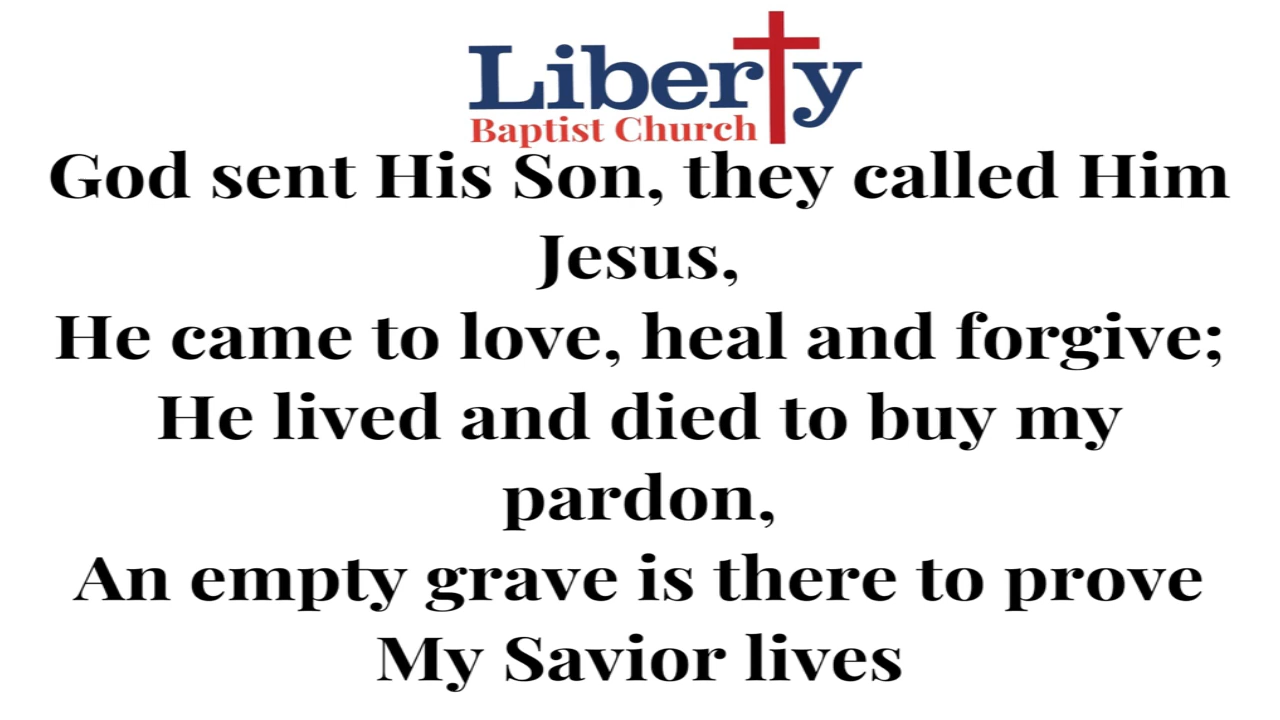 Liberty
Baptist Church
God sent His Son, they called Him
Jesus,
He came to love, heal and forgive;
He lived and died to buy my
pardon,
An empty grave is there to prove
My Savior lives